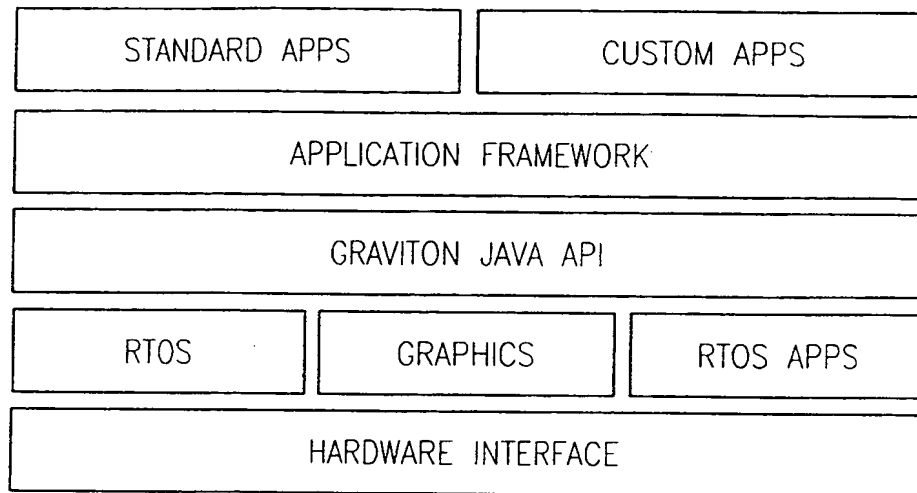 STANDARD APPS
CUSTOM APPS
APPLICATION FRAMEWORK
GRAVITON JAVA API
RTOS
GRAPHICS
RTOS APPS
HARDWARE INTERFACE